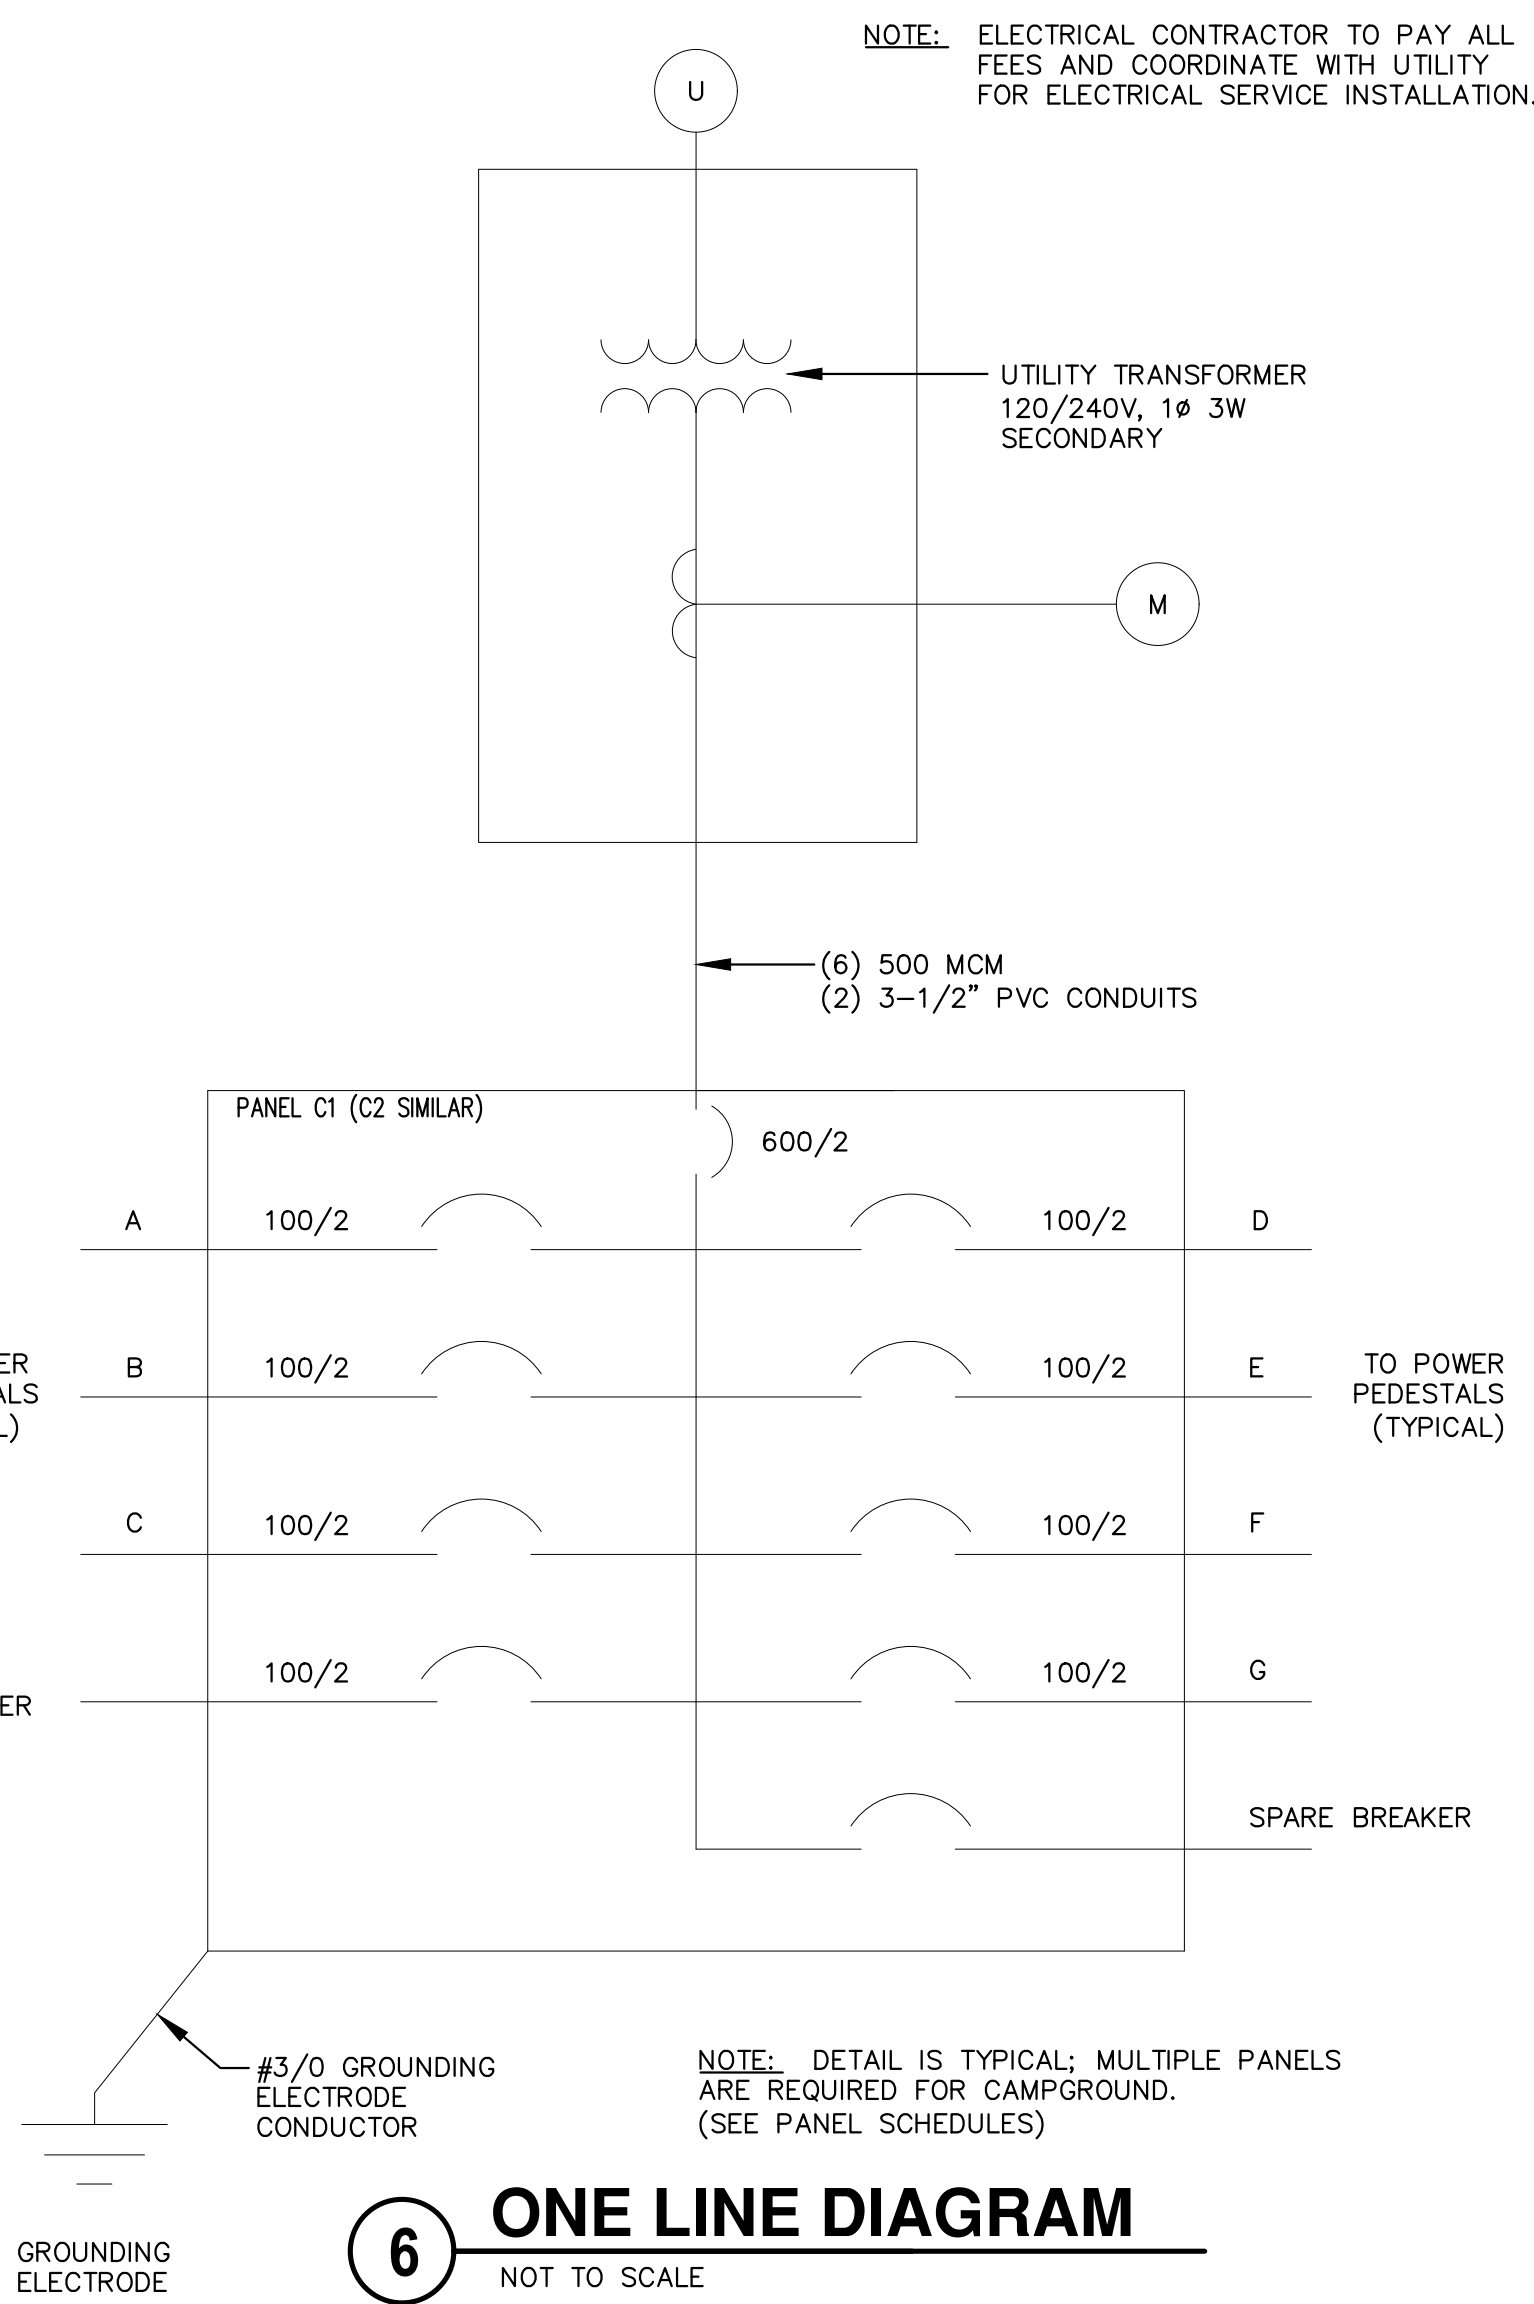 NOTE: ELECTRICAL CONTRACTOR TO PAY ALL
FEES AND COORDINATE WITH UTILITY
FOR ELECTRICAL SERVICE INSTALLATION.
U
UTILITY TRANSFORMER
120/240V, 1ø 3W
SECONDARY
M
(6) 500 MCM
(2) 3-1/2" PVC CONDUITS
PANEL C1 (C2 SIMILAR)
600/2
A 100/2 100/2 D
B 100/2 100/2 E
TO POWER
PEDESTALS
(TYPICAL)
C 100/2 100/2 F
100/2 100/2 G
SPARE BREAKER
#3/0 GROUNDING
ELECTRODE
CONDUCTOR
NOTE: DETAIL IS TYPICAL; MULTIPLE PANELS
ARE REQUIRED FOR CAMPGROUND.
(SEE PANEL SCHEDULES)
GROUNDING
ELECTRODE
6 ONE LINE DIAGRAM
NOT TO SCALE